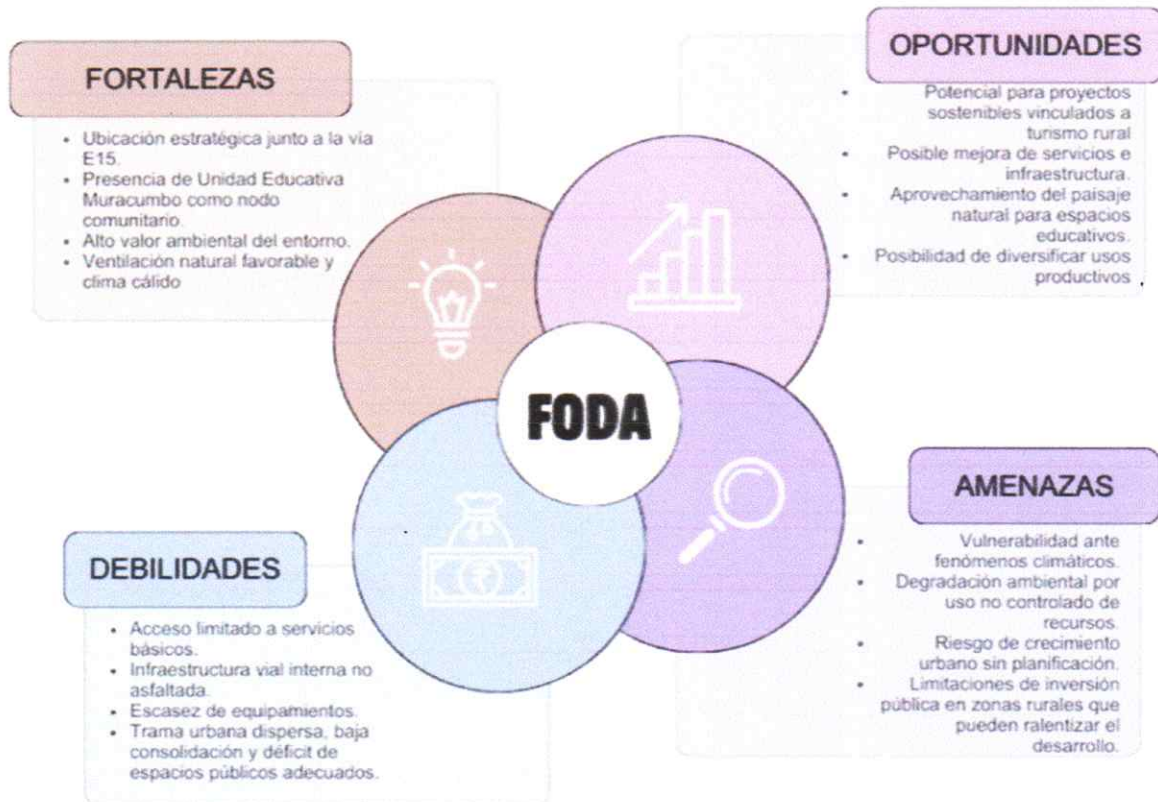 FORTALEZAS
• Ubicación estratégica junto a la vía
E15.
• Presencia de Unidad Educativa
Muracumbo como nodo
comunitario.
• Alto valor ambiental del entorno.
• Ventilación natural favorable y
clima cálido
OPORTUNIDADES
• Potencial para proyectos
sostenibles vinculados a
turismo rural
• Posible mejora de servicios e
infraestructura.
• Aprovechamiento del paisaje
natural para espacios
educativos.
• Posibilidad de diversificar usos
productivos
FODA
DEBILIDADES
• Acceso limitado a servicios
básicos.
• Infraestructura vial interna no
asfaltada.
• Escasez de equipamientos.
• Trama urbana dispersa, baja
consolidación y déficit de
espacios públicos adecuados.
₹
AMENAZAS
• Vulnerabilidad ante
fenómenos climáticos.
• Degradación ambiental por
uso no controlado de
recursos.
• Riesgo de crecimiento
urbano sin planificación.
• Limitaciones de inversión
pública en zonas rurales que
pueden ralentizar el
desarrollo.